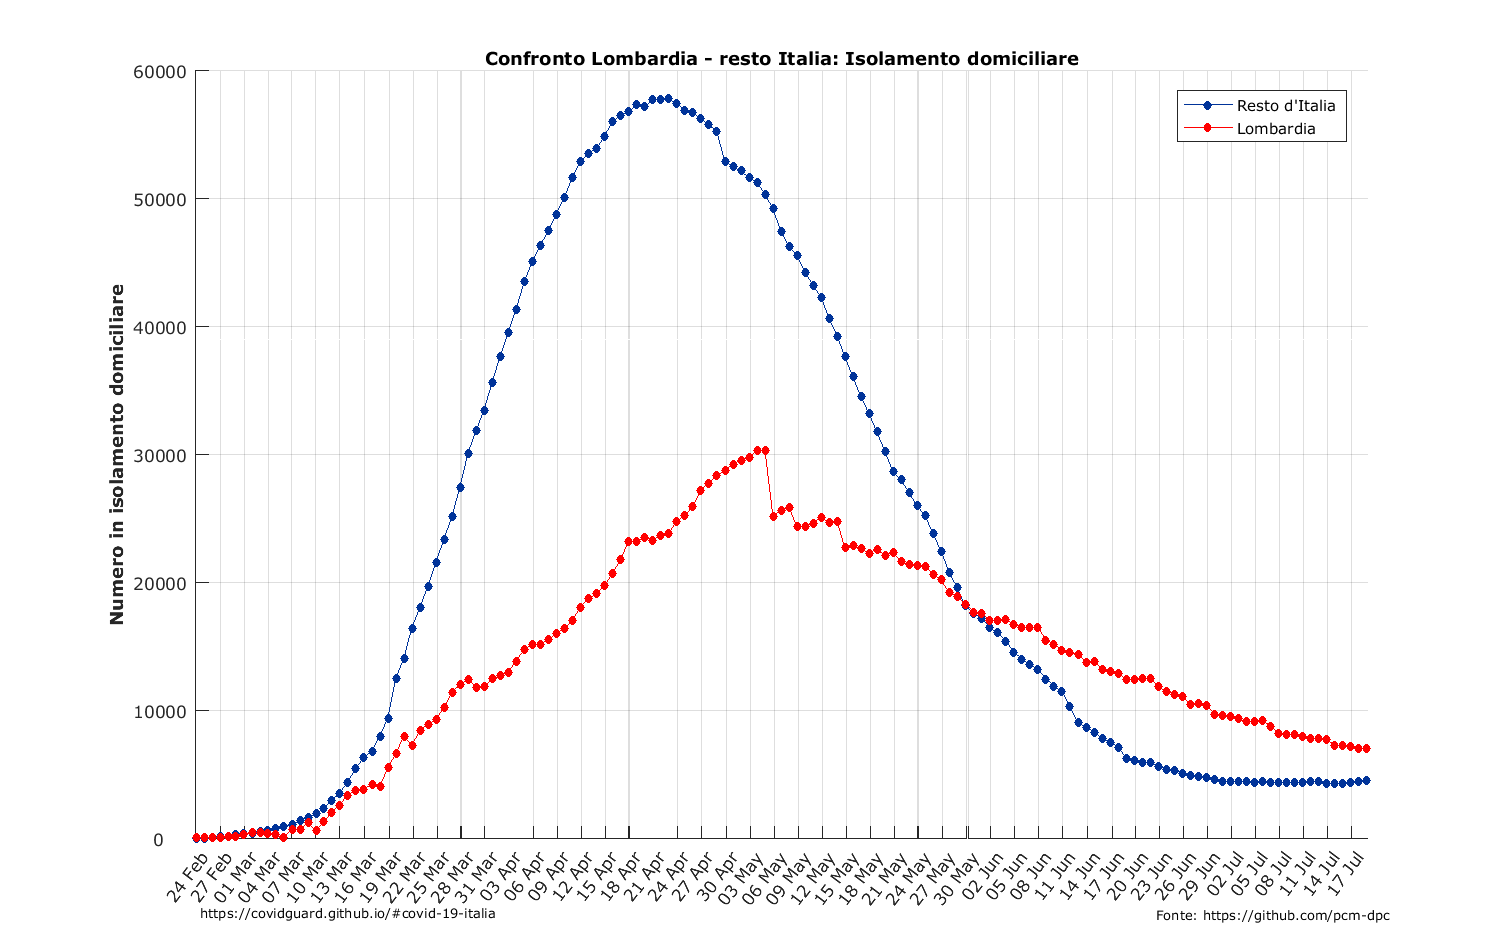 Confronto Lombardia - resto Italia: Isolamento domiciliare
Resto d'Italia
Lombardia
Numero in isolamento domiciliare
60000
50000
40000
30000
20000
10000
0
24 Feb
27 Feb
01 Mar
04 Mar
07 Mar
10 Mar
13 Mar
16 Mar
19 Mar
22 Mar
25 Mar
28 Mar
31 Mar
03 Apr
06 Apr
09 Apr
12 Apr
15 Apr
18 Apr
21 Apr
24 Apr
27 Apr
30 Apr
03 May
06 May
09 May
12 May
15 May
18 May
21 May
24 May
27 May
30 May
02 Jun
05 Jun
08 Jun
11 Jun
14 Jun
17 Jun
20 Jun
23 Jun
26 Jun
29 Jun
02 Jul
05 Jul
08 Jul
11 Jul
14 Jul
17 Jul
https://covidguard.github.io/#covid-19-italia
Fonte: https://github.com/pcm-dpc